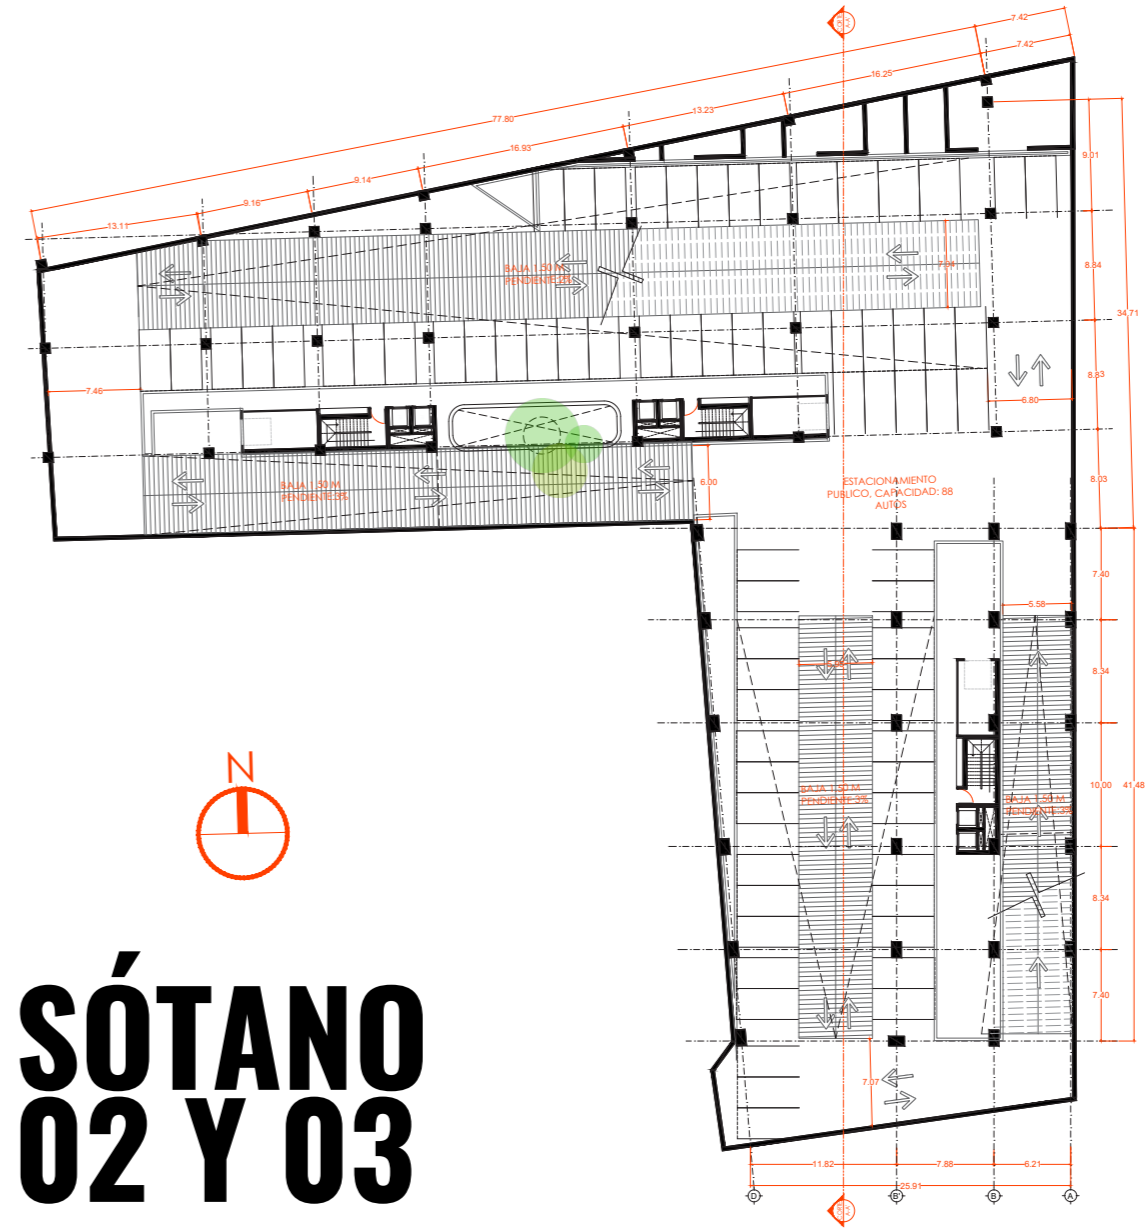 7.42
7.42
16.25
13.23
77.80
16.93
9.14
9.16
13.11
9.01
8.84
34.71
8.83
BAJA 1.50 M
PENDIENTE:2%
7.94
7.46
6.80
BAJA 1.50 M
PENDIENTE:3%
6.00
ESTACIONAMIENTO
PUBLICO, CAPACIDAD: 88
AUTOS
8.03
7.40
5.58
8.34
BAJA 1.50 M
PENDIENTE:3%
BAJA 1.50 M
PENDIENTE:3%
10.00
41.48
8.34
7.40
7.07
N
SÓTANO
02 Y 03
11.82
7.88
6.21
25.91
D
B'
B
A